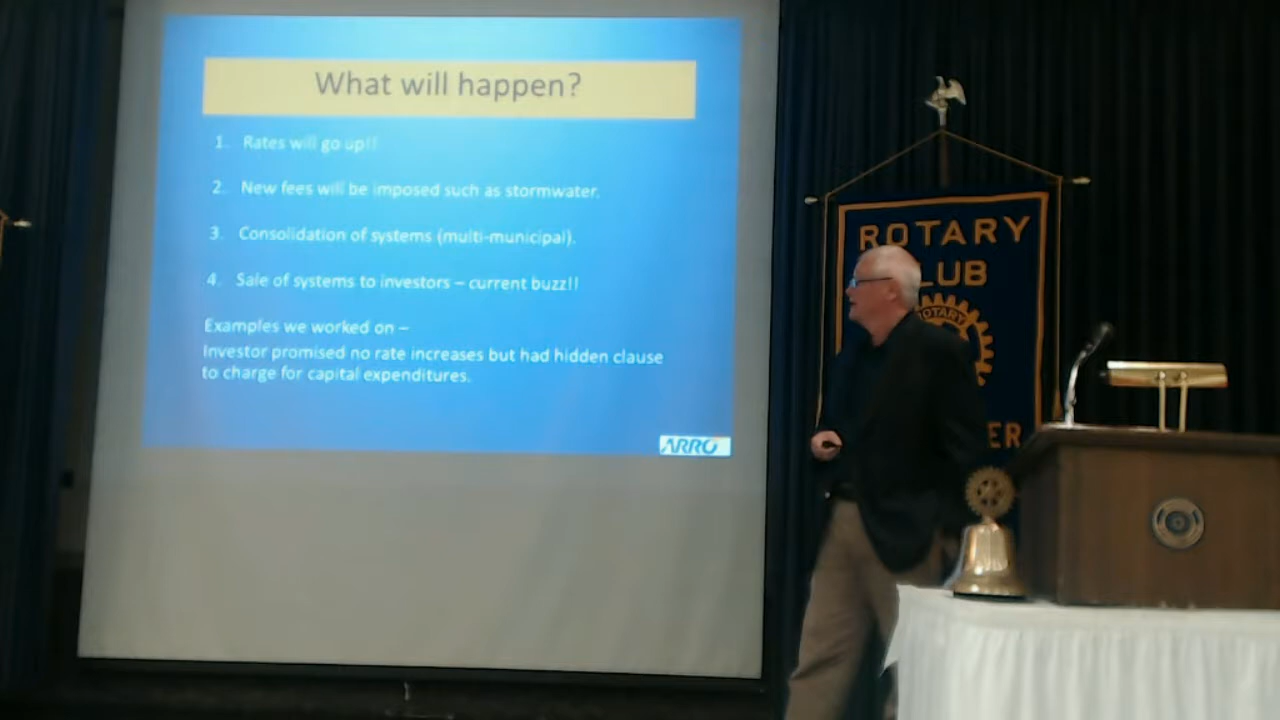 What will happen?
1. Rates will go up!!
2. New fees will be imposed such as stormwater.
3. Consolidation of systems (multi-municipal).
4. Sale of systems to investors – current buzz!!
Examples we worked on –
Investor promised no rate increases but had hidden clause
to charge for capital expenditures.
ARRO
ROTARY
LUB
ROTARY
ER